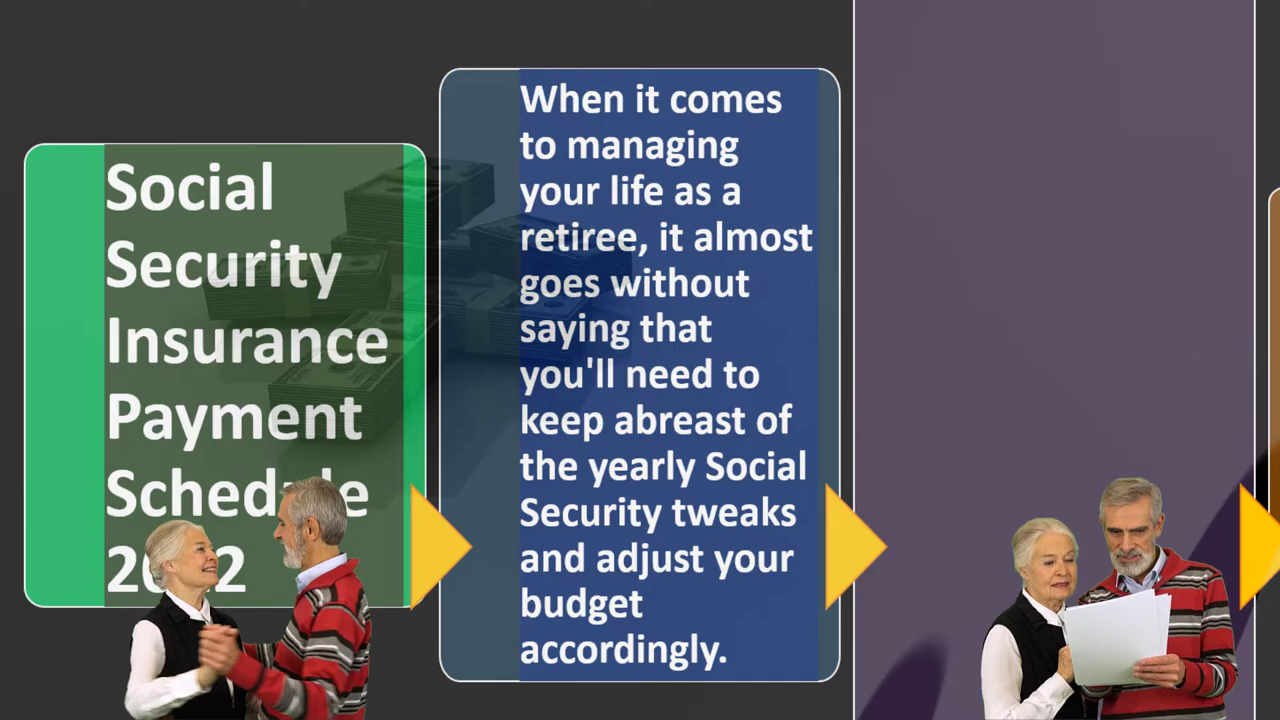 Social
Security
Insurance
Payment
Schedule
2022
When it comes
to managing
your life as a
retiree, it almost
goes without
saying that
you'll need to
keep abreast of
the yearly Social
Security tweaks
and adjust your
budget
accordingly.